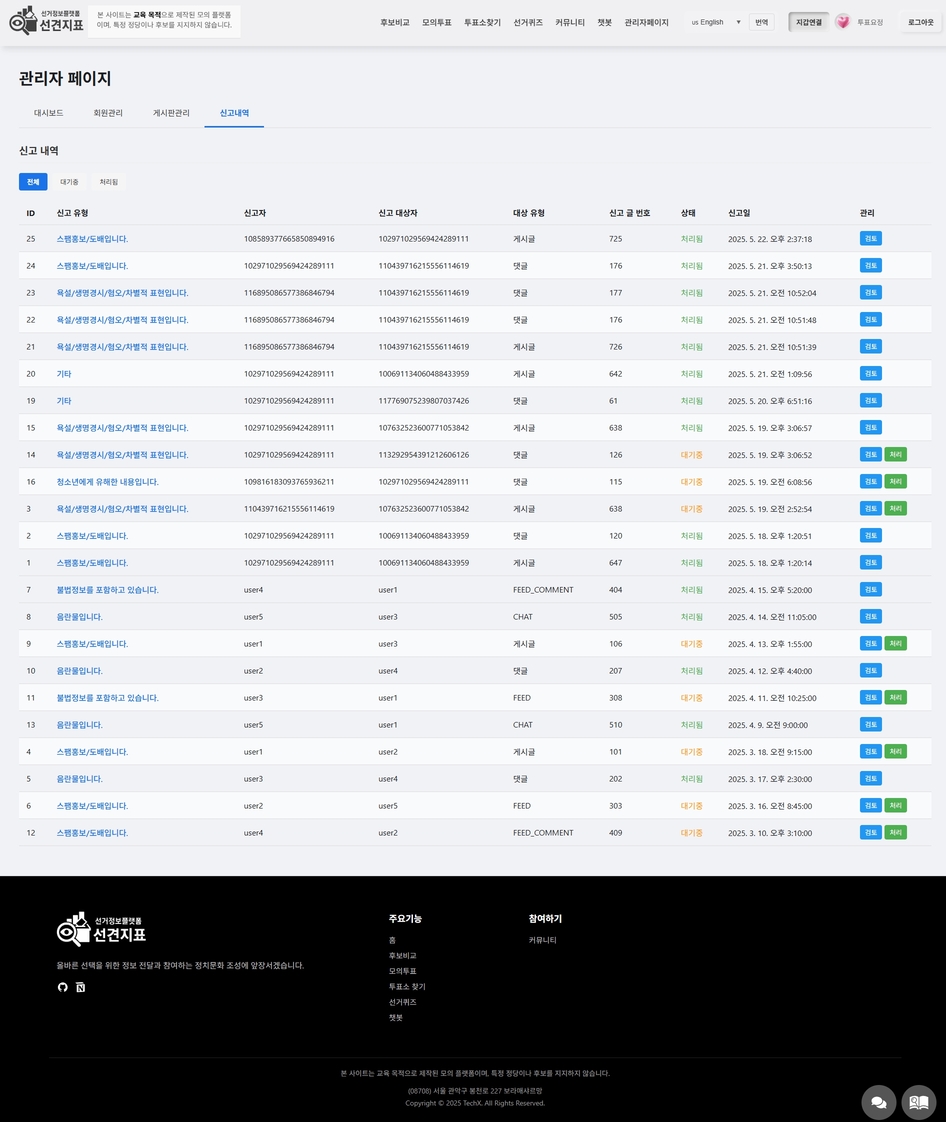 선거정보플랫폼
선견지표
본 사이트는 교육 목적으로 제작된 모의 플랫폼
이며, 특정 정당이나 후보를 지지하지 않습니다.
후보비교 모의투표 투표소찾기 선거퀴즈 커뮤니티 챗봇 관리자페이지 us English ▼ 번역 지갑연결 투표요정 로그아웃
관리자 페이지
대시보드 회원관리 게시판관리 신고내역
신고 내역
전체 대기중 처리됨
ID 신고 유형 신고자 신고 대상자 대상 유형 신고 글 번호 상태 신고일 관리
25 스팸홍보/도배입니다. 108589377665850894916 102971029569424289111 게시글 725 처리됨 2025. 5. 22. 오후 2:37:18 검토
24 스팸홍보/도배입니다. 102971029569424289111 110439716215556114619 댓글 176 처리됨 2025. 5. 21. 오후 3:50:13 검토
23 욕설/생명경시/혐오/차별적 표현입니다. 116895086577386846794 110439716215556114619 댓글 177 처리됨 2025. 5. 21. 오전 10:52:04 검토
22 욕설/생명경시/혐오/차별적 표현입니다. 116895086577386846794 110439716215556114619 댓글 176 처리됨 2025. 5. 21. 오전 10:51:48 검토
21 욕설/생명경시/혐오/차별적 표현입니다. 116895086577386846794 110439716215556114619 게시글 726 처리됨 2025. 5. 21. 오전 10:51:39 검토
20 기타 102971029569424289111 100691134060488433959 게시글 642 처리됨 2025. 5. 21. 오전 1:09:56 검토
19 기타 102971029569424289111 117769075239807037426 댓글 61 처리됨 2025. 5. 20. 오후 6:51:16 검토
15 욕설/생명경시/혐오/차별적 표현입니다. 102971029569424289111 107632523600771053842 게시글 638 처리됨 2025. 5. 19. 오후 3:06:57 검토
14 욕설/생명경시/혐오/차별적 표현입니다. 102971029569424289111 113292954391212606126 댓글 126 대기중 2025. 5. 19. 오후 3:06:52 검토 처리
16 청소년에게 유해한 내용입니다. 109816183093765936211 102971029569424289111 댓글 115 대기중 2025. 5. 19. 오전 6:08:56 검토 처리
3 욕설/생명경시/혐오/차별적 표현입니다. 110439716215556114619 107632523600771053842 게시글 638 대기중 2025. 5. 19. 오전 2:52:54 검토 처리
2 스팸홍보/도배입니다. 102971029569424289111 100691134060488433959 댓글 120 처리됨 2025. 5. 18. 오후 1:20:51 검토
1 스팸홍보/도배입니다. 102971029569424289111 100691134060488433959 게시글 647 처리됨 2025. 5. 18. 오후 1:20:14 검토
7 불법정보를 포함하고 있습니다. user4 user1 FEED_COMMENT 404 처리됨 2025. 4. 15. 오후 5:20:00 검토
8 음란물입니다. user5 user3 CHAT 505 처리됨 2025. 4. 14. 오전 11:05:00 검토
9 스팸홍보/도배입니다. user1 user3 게시글 106 대기중 2025. 4. 13. 오후 1:55:00 검토 처리
10 음란물입니다. user2 user4 댓글 207 처리됨 2025. 4. 12. 오후 4:40:00 검토
11 불법정보를 포함하고 있습니다. user3 user1 FEED 308 대기중 2025. 4. 11. 오전 10:25:00 검토 처리
13 음란물입니다. user5 user1 CHAT 510 처리됨 2025. 4. 9. 오전 9:00:00 검토
4 스팸홍보/도배입니다. user1 user2 게시글 101 대기중 2025. 3. 18. 오전 9:15:00 검토 처리
5 음란물입니다. user3 user4 댓글 202 처리됨 2025. 3. 17. 오후 2:30:00 검토
6 스팸홍보/도배입니다. user2 user5 FEED 303 대기중 2025. 3. 16. 오전 8:45:00 검토 처리
12 스팸홍보/도배입니다. user4 user2 FEED_COMMENT 409 대기중 2025. 3. 10. 오후 3:10:00 검토 처리
선거정보플랫폼
선견지표
올바른 선택을 위한 정보 전달과 참여하는 정치문화 조성에 앞장서겠습니다.
주요기능
홈
후보비교
모의투표
투표소 찾기
선거퀴즈
챗봇
참여하기
커뮤니티
본 사이트는 교육 목적으로 제작된 모의 플랫폼이며, 특정 정당이나 후보를 지지하지 않습니다.
(08708) 서울 관악구 봉천로 227 보라매샤르망
Copyright © 2025 TechX. All Rights Reserved.